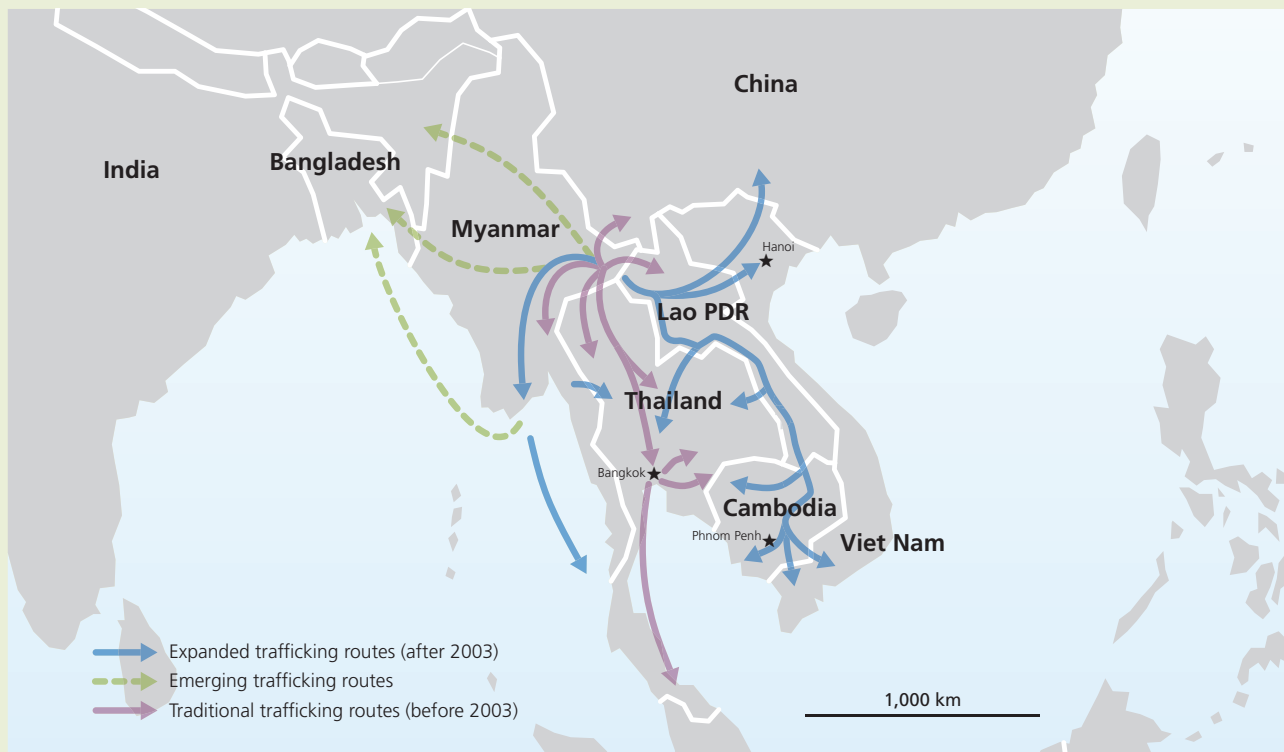 China
India
Bangladesh
Myanmar
Hanoi
Lao PDR
Thailand
Bangkok
Cambodia
Phnom Penh
Viet Nam
Expanded trafficking routes (after 2003)
Emerging trafficking routes
Traditional trafficking routes (before 2003)
1,000 km